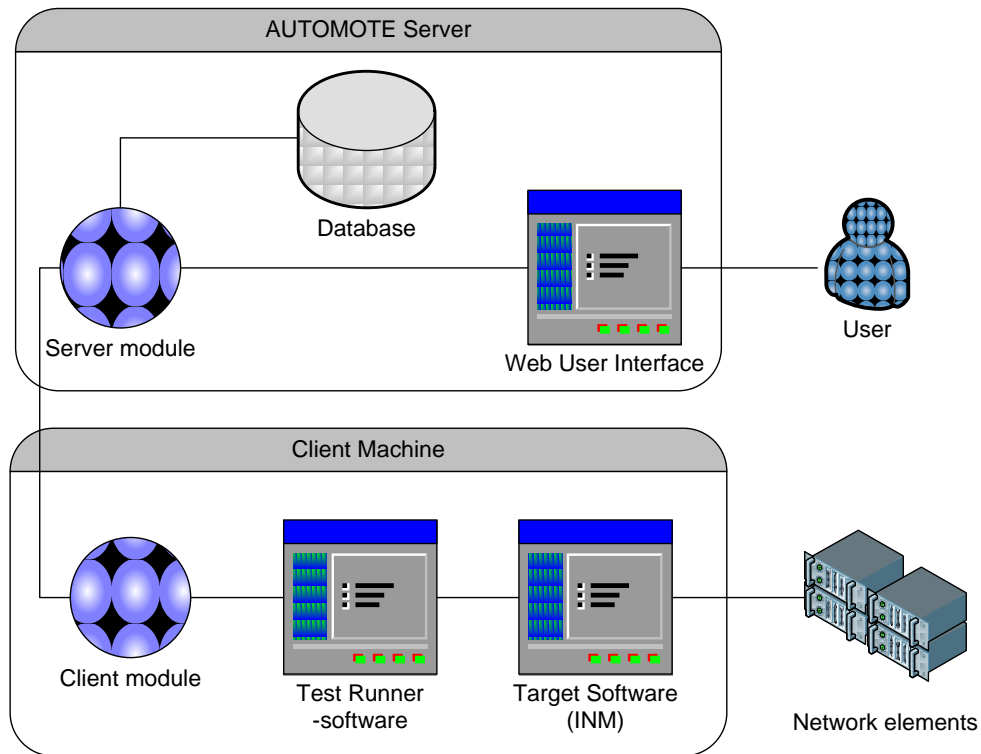 AUTOMOTE Server
Database
Server module
Web User Interface
User
Client Machine
Client module
Test Runner
-software
Target Software
(INM)
Network elements